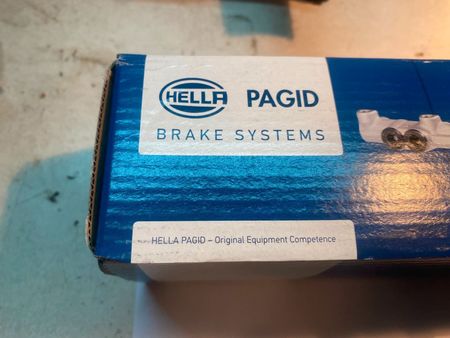 HELLA PAGID
BRAKE SYSTEMS
HELLA PAGID – Original Equipment Competence